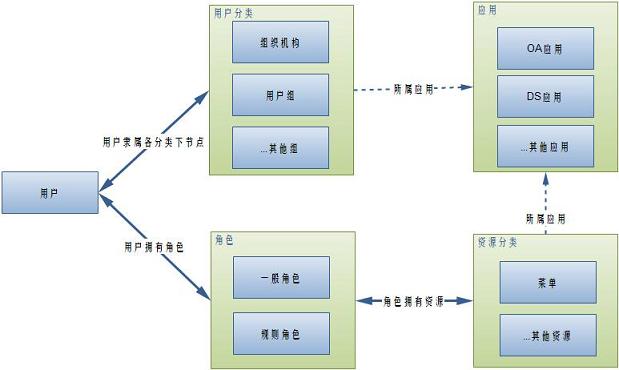 用户分类
组织机构
用户组
...其他组
应用
OA应用
DS应用
...其他应用
所属应用
用户隶属各分类下节点
用户
用户拥有角色
角色
一般角色
规则角色
角色拥有资源
所属应用
资源分类
菜单
...其他资源